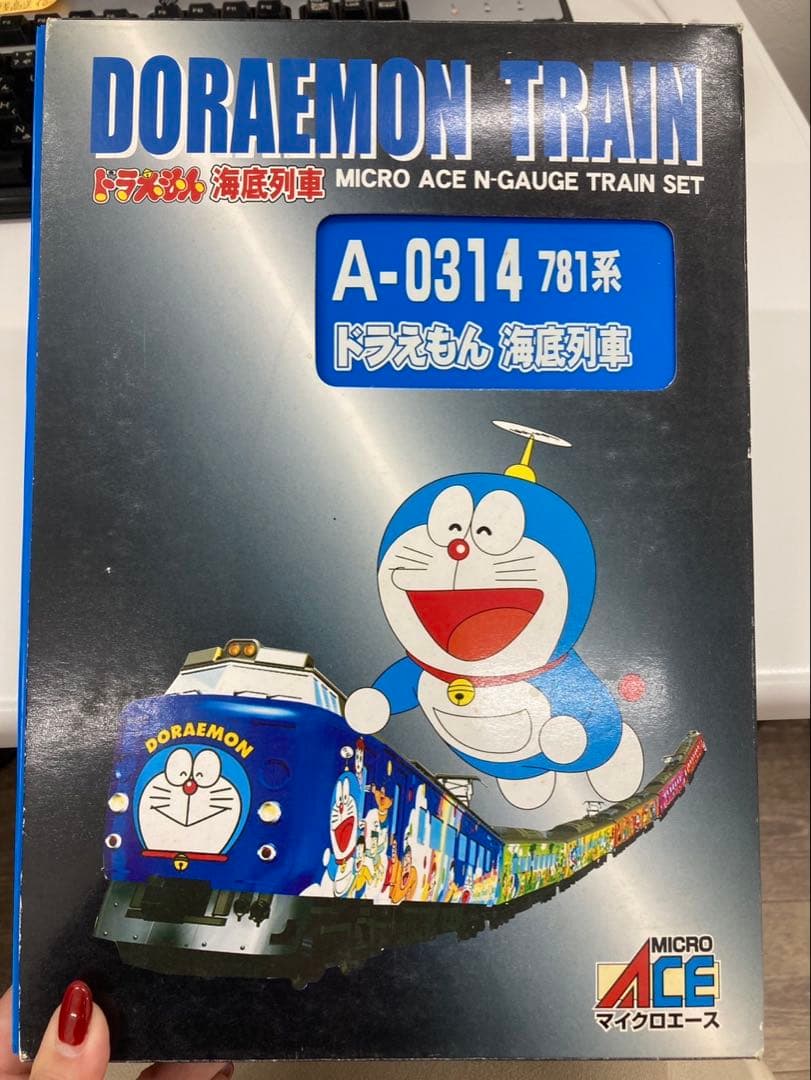 DORAEMON TRAIN
ドラえもん 海底列車 MICRO ACE N-GAUGE TRAIN SET
A-0314 781系
ドラえもん 海底列車
DORAEMON
MICRO
ACE
マイクロエース